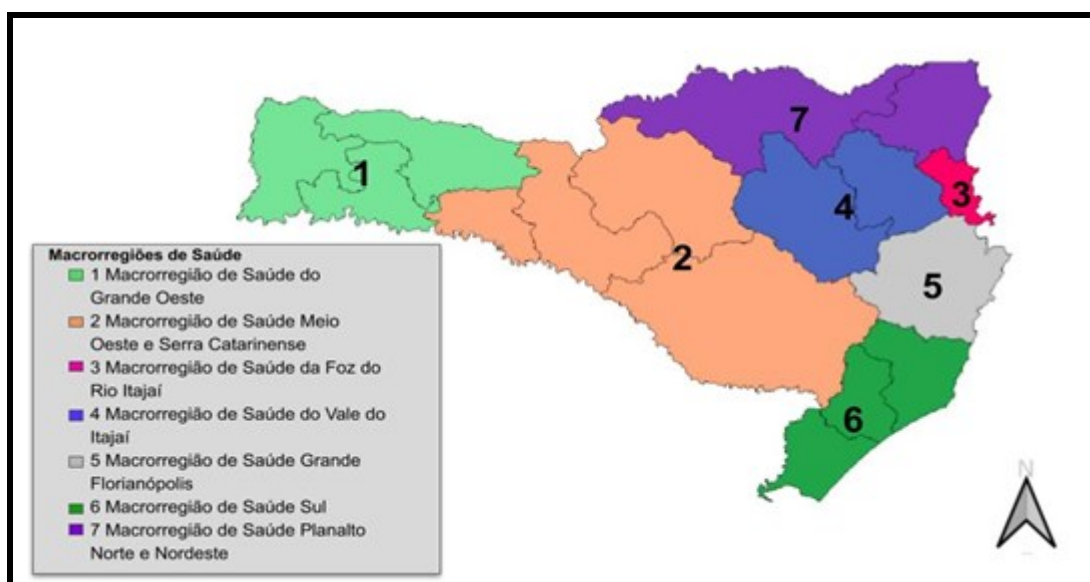 7
3
1
4
2
5
6
Macrorregiões de Saúde
1 Macrorregião de Saúde do
Grande Oeste
2 Macrorregião de Saúde Meio
Oeste e Serra Catarinense
3 Macrorregião de Saúde da Foz do
Rio Itajaí
4 Macrorregião de Saúde do Vale do
Itajaí
5 Macrorregião de Saúde Grande
Florianópolis
6 Macrorregião de Saúde Sul
7 Macrorregião de Saúde Planalto
Norte e Nordeste
N